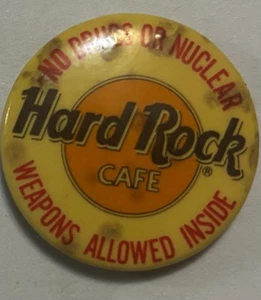 NO DRUGS OR NUCLEAR
Hard Rock
CAFE
®
WEAPONS ALLOWED INSIDE